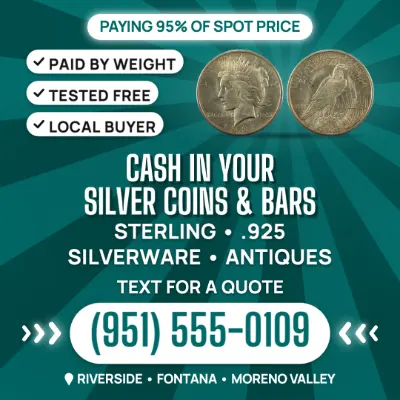 PAYING 95% OF SPOT PRICE
PAID BY WEIGHT
TESTED FREE
LOCAL BUYER
CASH IN YOUR
SILVER COINS & BARS
STERLING • .925
SILVERWARE • ANTIQUES
TEXT FOR A QUOTE
(951) 555-0109
RIVERSIDE • FONTANA • MORENO VALLEY